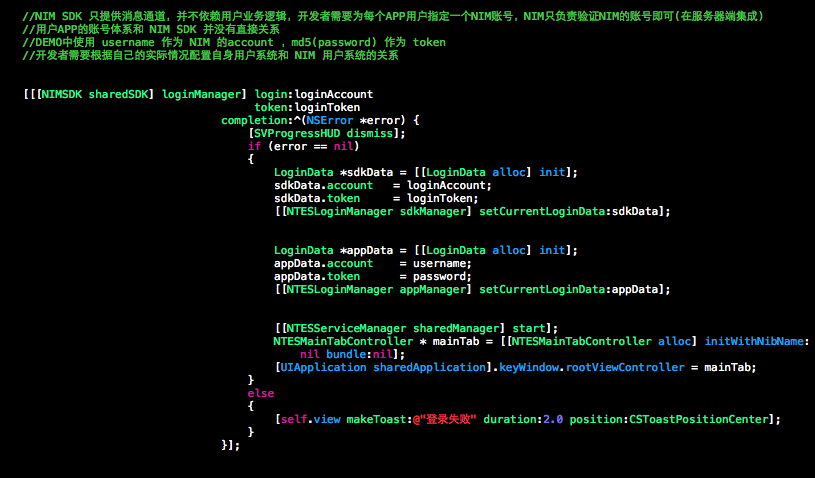 //NIM SDK 只提供消息通道，并不依赖用户业务逻辑，开发者需要为每个APP用户指定一个NIM账号，NIM只负责验证NIM的账号即可(在服务器端集成)
//用户APP的账号体系和 NIM SDK 并没有直接关系
//DEMO中使用 username 作为 NIM 的account ，md5(password) 作为 token
//开发者需要根据自己的实际情况配置自身用户系统和 NIM 用户系统的关系
[[[NIMSDK sharedSDK] loginManager] login:loginAccount
token:loginToken
completion:^(NSError *error) {
[SVProgressHUD dismiss];
if (error == nil)
{
LoginData *sdkData = [[LoginData alloc] init];
sdkData.account   = loginAccount;
sdkData.token     = loginToken;
[[NTESLoginManager sdkManager] setCurrentLoginData:sdkData];
LoginData *appData = [[LoginData alloc] init];
appData.account    = username;
appData.token      = password;
[[NTESLoginManager appManager] setCurrentLoginData:appData];
[[NTESServiceManager sharedManager] start];
NTESMainTabController * mainTab = [[NTESMainTabController alloc] initWithNibName:
nil bundle:nil];
[UIApplication sharedApplication].keyWindow.rootViewController = mainTab;
}
else
{
[self.view makeToast:@"登录失败" duration:2.0 position:CSToastPositionCenter];
}
}];